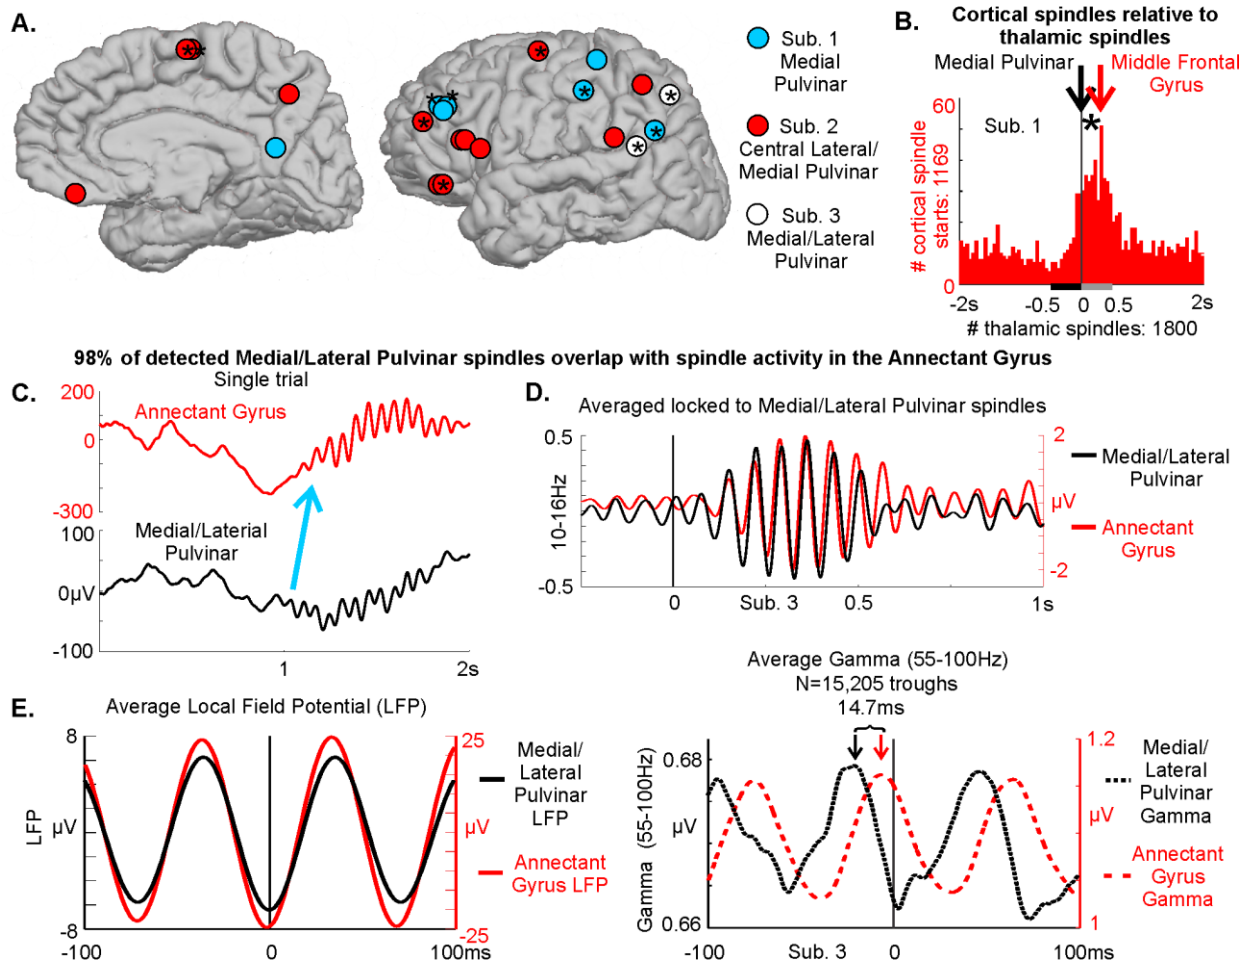 A.
Sub. 1
Medial
Pulvinar
Sub. 2
Central Lateral/
Medial Pulvinar
Sub. 3
Medial/Lateral
Pulvinar
B.
Cortical spindles relative to
thalamic spindles
Medial Pulvinar
Middle Frontal
Gyrus
60
Sub. 1
*
# cortical spindle
starts: 1169
0
-2s
-0.5
0
0.5
2s
# thalamic spindles: 1800
98% of detected Medial/Lateral Pulvinar spindles overlap with spindle activity in the Annectant Gyrus
C.
Single trial
200
Annectant Gyrus
0
-300
100
Medial/Laterial
Pulvinar
0µV
-100
1
2s
D.
Averaged locked to Medial/Lateral Pulvinar spindles
0.5
10-16Hz
-0.5
2
µV
-2
0
Sub. 3
0.5
1s
Medial/Lateral
Pulvinar
Annectant
Gyrus
E.
Average Local Field Potential (LFP)
8
LFP
µV
-8
25
µV
-25
-100
0
100ms
Medial/
Lateral
Pulvinar
LFP
Annectant
Gyrus LFP
Average Gamma (55-100Hz)
N=15,205 troughs
14.7ms
0.68
Gamma (55-100Hz)
µV
0.66
1.2
µV
1
-100
Sub. 3
0
100ms
Medial/
Lateral
Pulvinar
Gamma
Annectant
Gyrus
Gamma